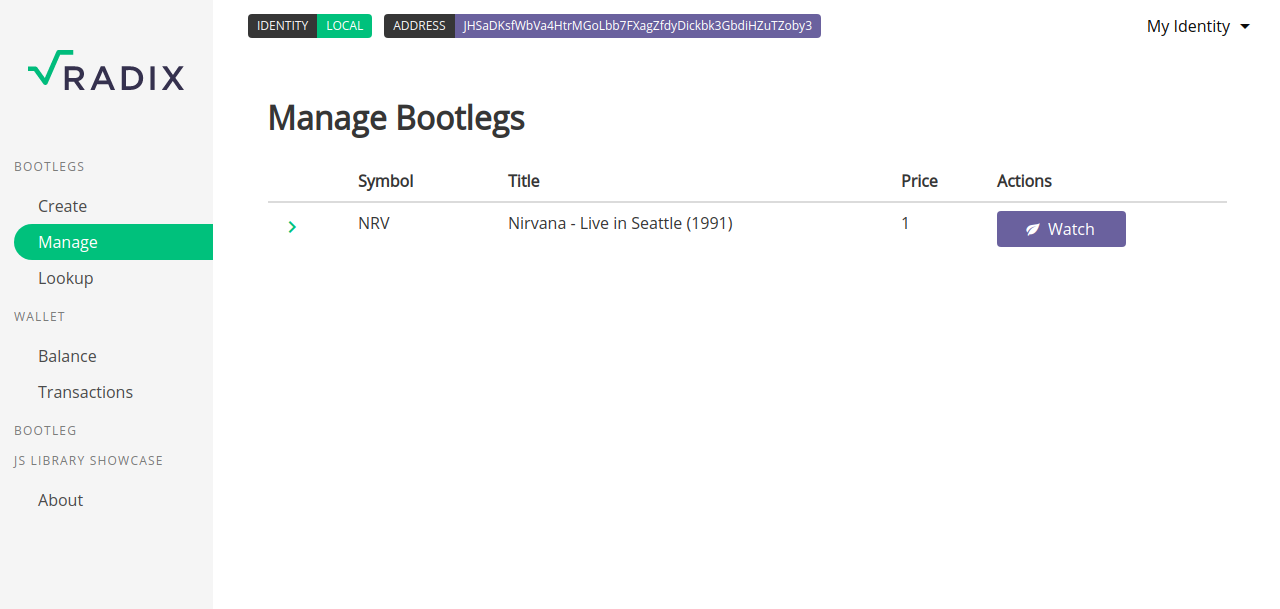 IDENTITY LOCAL ADDRESS JHSaDKsfWbVa4HtrMGoLbb7FXagZfdyDickbk3GbdiHZuTZoby3 My Identity
RADIX
Manage Bootlegs
BOOTLEGS
Create
Manage
Lookup
WALLET
Balance
Transactions
BOOTLEG
JS LIBRARY SHOWCASE
About
Symbol Title Price Actions
NRV Nirvana - Live in Seattle (1991) 1 Watch